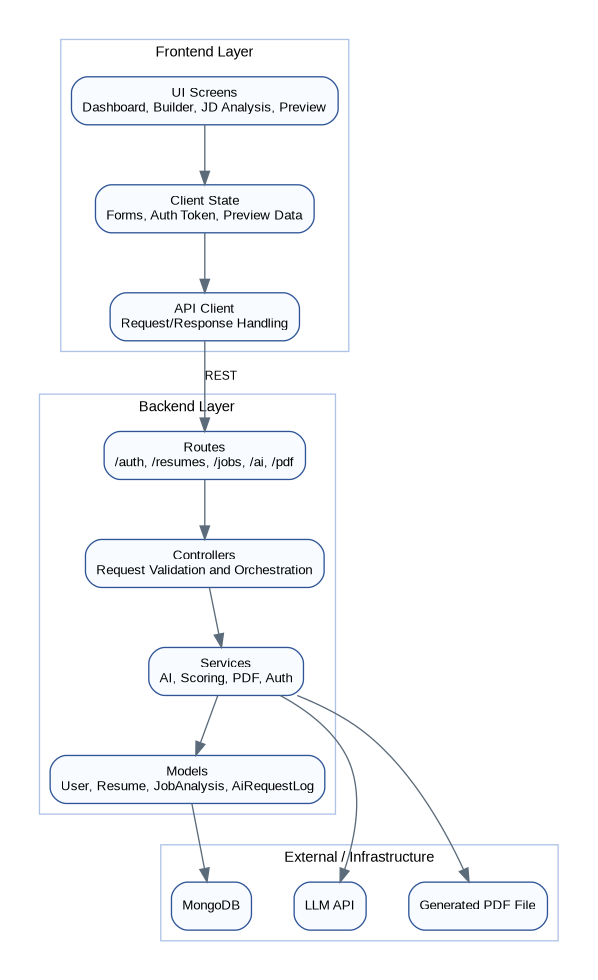 Frontend Layer
UI Screens
Dashboard, Builder, JD Analysis, Preview
Client State
Forms, Auth Token, Preview Data
API Client
Request/Response Handling
REST
Backend Layer
Routes
/auth, /resumes, /jobs, /ai, /pdf
Controllers
Request Validation and Orchestration
Services
AI, Scoring, PDF, Auth
Models
User, Resume, JobAnalysis, AiRequestLog
External / Infrastructure
MongoDB
LLM API
Generated PDF File